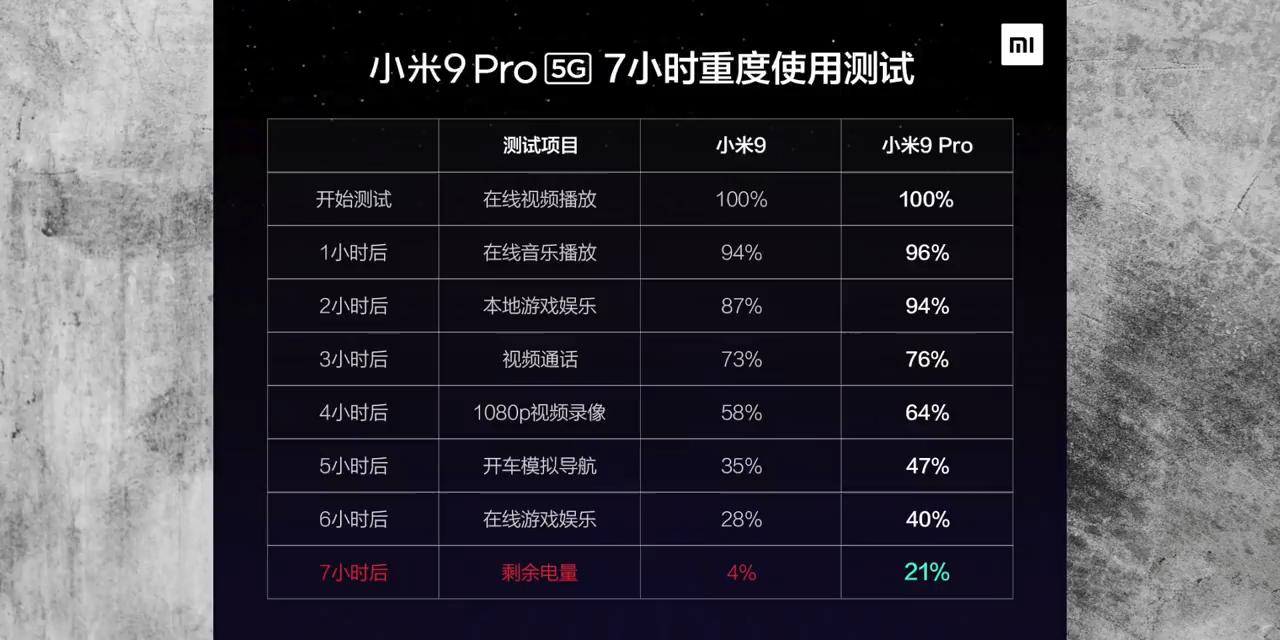 小米9 Pro 5G 7小时重度使用测试
MI
测试项目 小米9 小米9 Pro
开始测试 在线视频播放 100% 100%
1小时后 在线音乐播放 94% 96%
2小时后 本地游戏娱乐 87% 94%
3小时后 视频通话 73% 76%
4小时后 1080p视频录像 58% 64%
5小时后 开车模拟导航 35% 47%
6小时后 在线游戏娱乐 28% 40%
7小时后 剩余电量 4% 21%